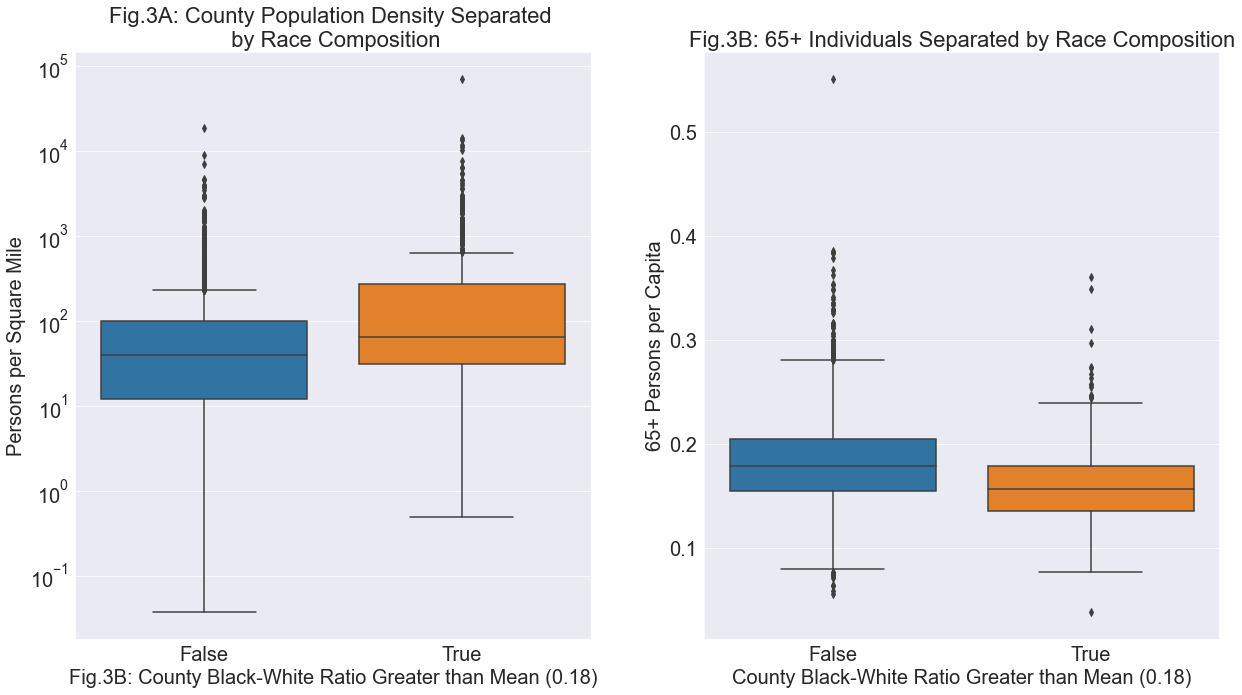 Fig.3A: County Population Density Separated
by Race Composition
10^5
10^4
10^3
10^2
10^1
10^0
10^−1
Persons per Square Mile
False
True
Fig.3B: County Black-White Ratio Greater than Mean (0.18)
Fig.3B: 65+ Individuals Separated by Race Composition
0.5
0.4
0.3
0.2
0.1
65+ Persons per Capita
False
True
County Black-White Ratio Greater than Mean (0.18)